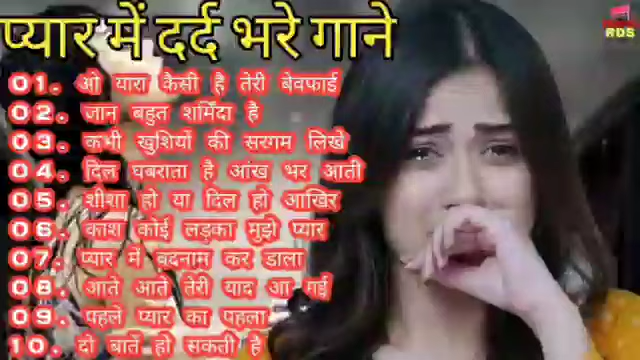 प्यार में दर्द भरे गाने
RDS
01. ओ यारा कैसी है तेरी बेवफाई
02. जान बहुत शर्मिंदा है
03. कभी खुशियों की सरगम लिखे
04. दिल घबराता है आंख भर आती
05. शीशा हो या दिल हो आखिर
06. काश कोई लड़का मुझे प्यार
07. प्यार में बदनाम कर डाला
08. आते आते तेरी याद आ गई
09. पहले प्यार का पहला
10. दो बातें हो सकती है